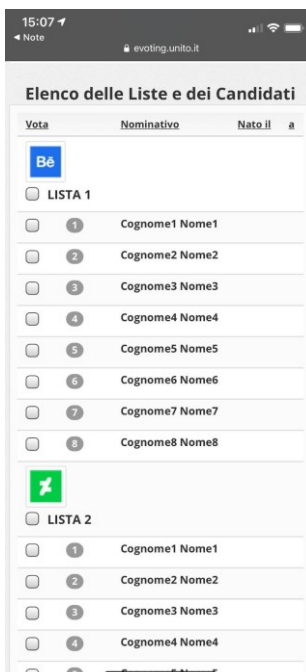 15:07
◄ Note
evoting.unito.it
Elenco delle Liste e dei Candidati
Vota Nominativo Nato il a
Bē
LISTA 1
1 Cognome1 Nome1
2 Cognome2 Nome2
3 Cognome3 Nome3
4 Cognome4 Nome4
5 Cognome5 Nome5
6 Cognome6 Nome6
7 Cognome7 Nome7
8 Cognome8 Nome8
LISTA 2
1 Cognome1 Nome1
2 Cognome2 Nome2
3 Cognome3 Nome3
4 Cognome4 Nome4